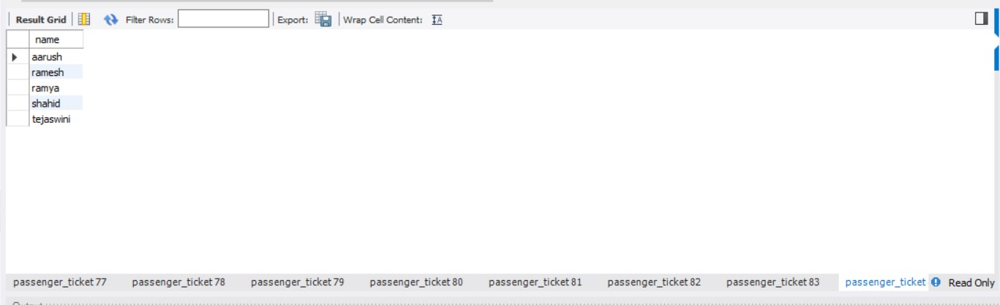 Result Grid Filter Rows: Export: Wrap Cell Content: IA
name
aarush
ramesh
ramya
shahid
tejaswini
passenger_ticket 77 passenger_ticket 78 passenger_ticket 79 passenger_ticket 80 passenger_ticket 81 passenger_ticket 82 passenger_ticket 83 passenger_ticket Read Only